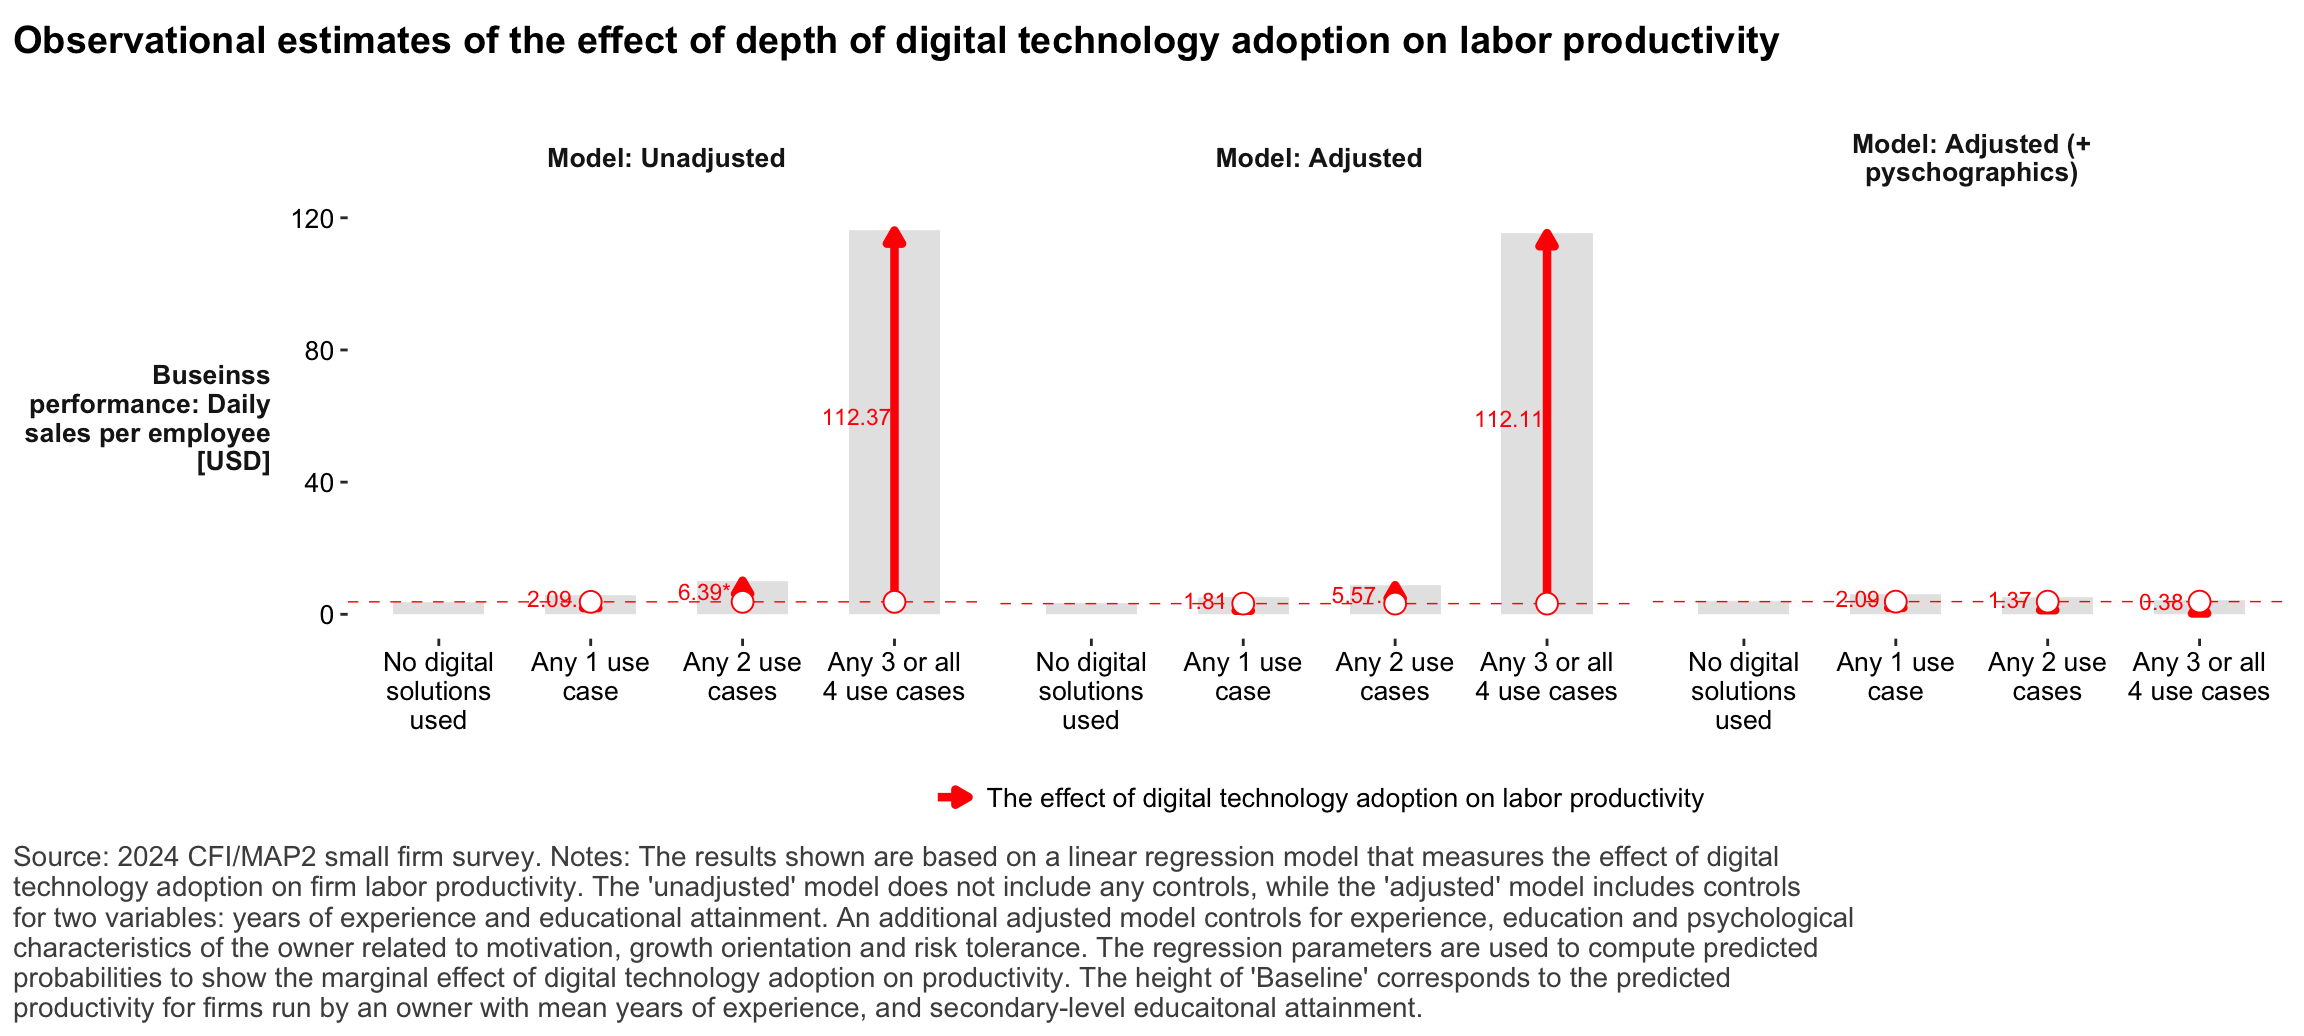 Observational estimates of the effect of depth of digital technology adoption on labor productivity
Model: Unadjusted
Model: Adjusted
Model: Adjusted (+
pyschographics)
Buseinss
performance: Daily
sales per employee
[USD]
120
80
40
0
2.09.
6.39*
112.37
1.81
5.57.
112.11
2.09
1.37
0.38
No digital
solutions
used
Any 1 use
case
Any 2 use
cases
Any 3 or all
4 use cases
No digital
solutions
used
Any 1 use
case
Any 2 use
cases
Any 3 or all
4 use cases
No digital
solutions
used
Any 1 use
case
Any 2 use
cases
Any 3 or all
4 use cases
The effect of digital technology adoption on labor productivity
Source: 2024 CFI/MAP2 small firm survey. Notes: The results shown are based on a linear regression model that measures the effect of digital
technology adoption on firm labor productivity. The 'unadjusted' model does not include any controls, while the 'adjusted' model includes controls
for two variables: years of experience and educational attainment. An additional adjusted model controls for experience, education and psychological
characteristics of the owner related to motivation, growth orientation and risk tolerance. The regression parameters are used to compute predicted
probabilities to show the marginal effect of digital technology adoption on productivity. The height of 'Baseline' corresponds to the predicted
productivity for firms run by an owner with mean years of experience, and secondary-level educaitonal attainment.